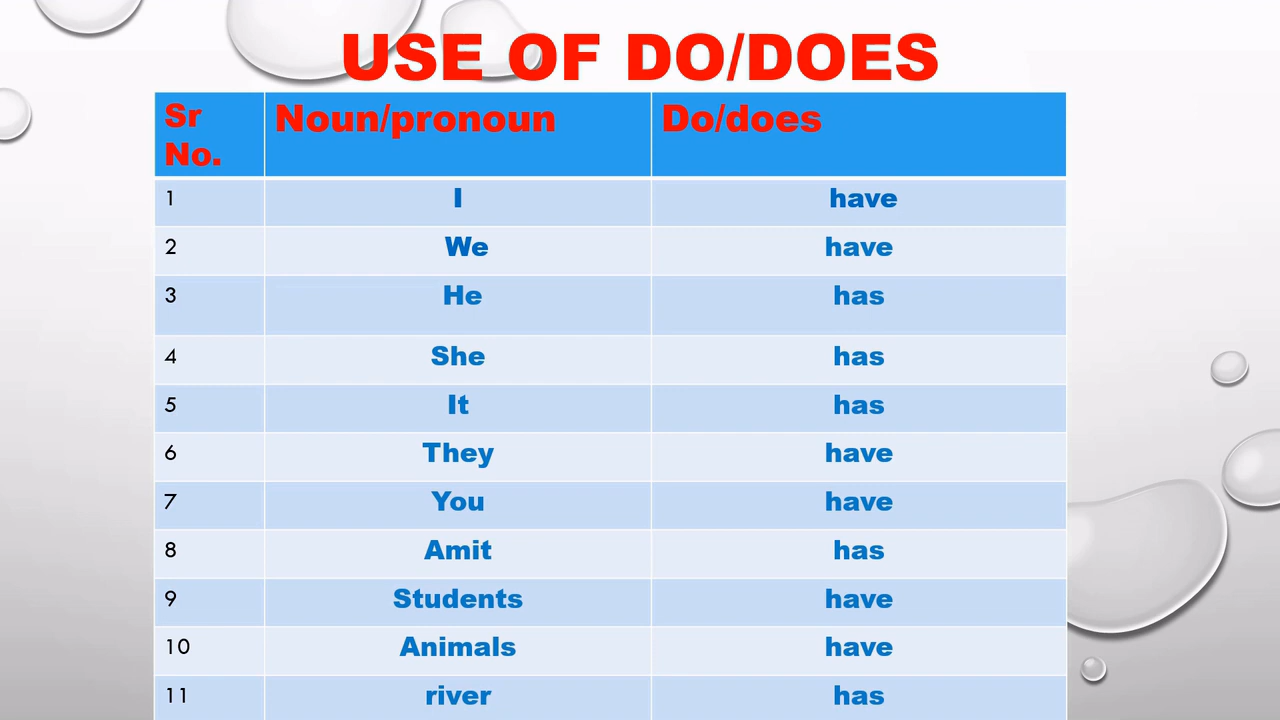 USE OF DO/DOES
Sr No. Noun/pronoun Do/does
1 I have
2 We have
3 He has
4 She has
5 It has
6 They have
7 You have
8 Amit has
9 Students have
10 Animals have
11 river has